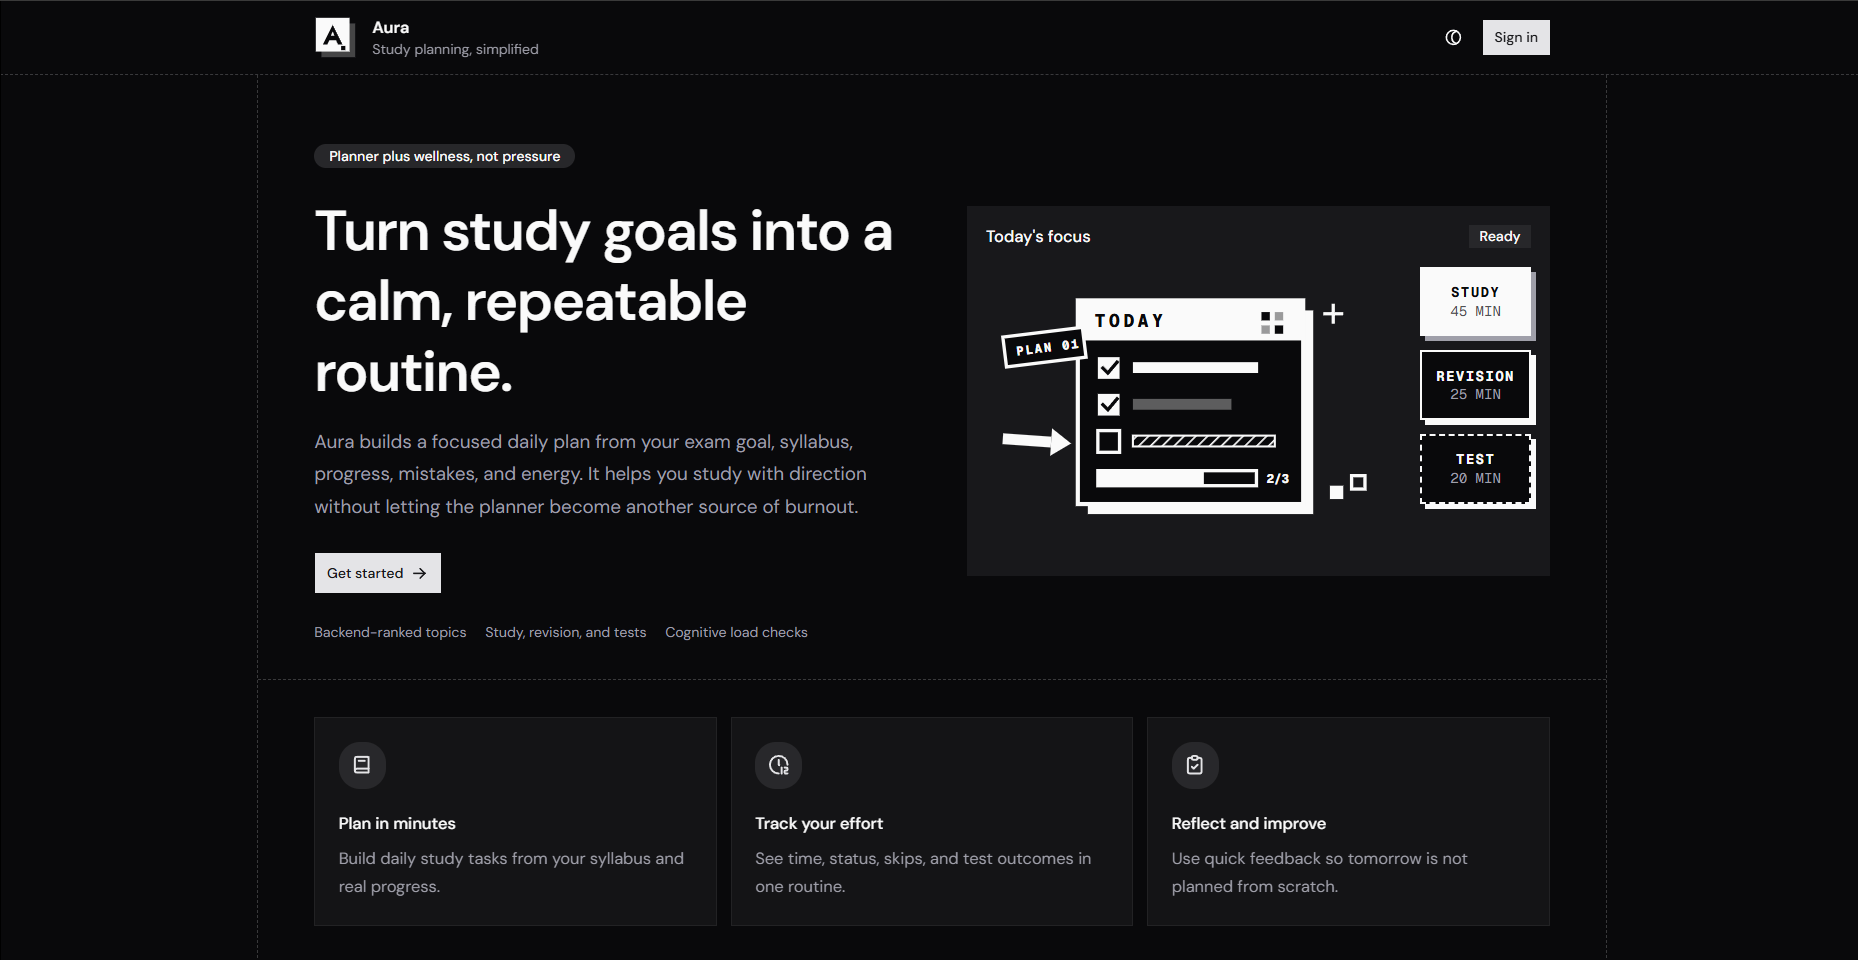 A.
Aura
Study planning, simplified
Sign in
Planner plus wellness, not pressure
Turn study goals into a
calm, repeatable
routine.
Aura builds a focused daily plan from your exam goal, syllabus,
progress, mistakes, and energy. It helps you study with direction
without letting the planner become another source of burnout.
Get started
Backend-ranked topics
Study, revision, and tests
Cognitive load checks
Today's focus
Ready
TODAY
PLAN 01
2/3
STUDY
45 MIN
REVISION
25 MIN
TEST
20 MIN
12
Plan in minutes
Build daily study tasks from your syllabus and
real progress.
Track your effort
See time, status, skips, and test outcomes in
one routine.
Reflect and improve
Use quick feedback so tomorrow is not
planned from scratch.